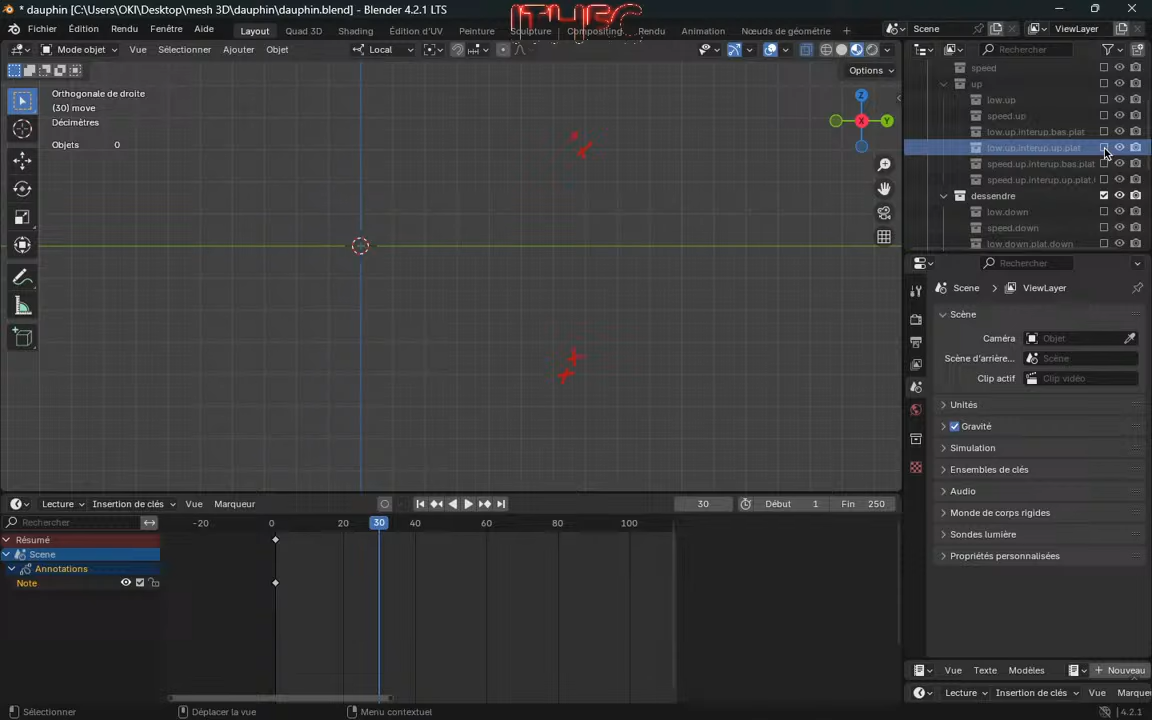 * dauphin [C:\Users\OKI\Desktop\mesh 3D\dauphin\dauphin.blend] - Blender 4.2.1 LTS
Fichier Édition Rendu Fenêtre Aide Layout Quad 3D Shading Édition d'UV Peinture Sculpture Compositing Rendu Animation Nœuds de géométrie + Scene ViewLayer
Mode objet Vue Sélectionner Ajouter Objet Local Rechercher
Options
Orthogonale de droite
(30) move
Décimètres
Objets 0
Z
X
Y
speed
up
low.up
speed.up
low.up.interup.bas.plat
low.up.interup.up.plat
speed.up.interup.bas.plat
speed.up.interup.up.plat.
dessendre
low.down
speed.down
low.down.plat.down
Rechercher
Scene > ViewLayer
Scène
Caméra Objet
Scène d'arrière... Scène
Clip actif Clip vidéo
Unités
Gravité
Simulation
Ensembles de clés
Audio
Monde de corps rigides
Sondes lumière
Propriétés personnalisées
Vue Texte Modèles + Nouveau
Lecture Insertion de clés Vue Marque
Lecture Insertion de clés Vue Marqueur 30 Début 1 Fin 250
Rechercher -20 0 20 30 40 60 80 100
Résumé
Scene
Annotations
Note
Sélectionner Déplacer la vue Menu contextuel 4.2.1